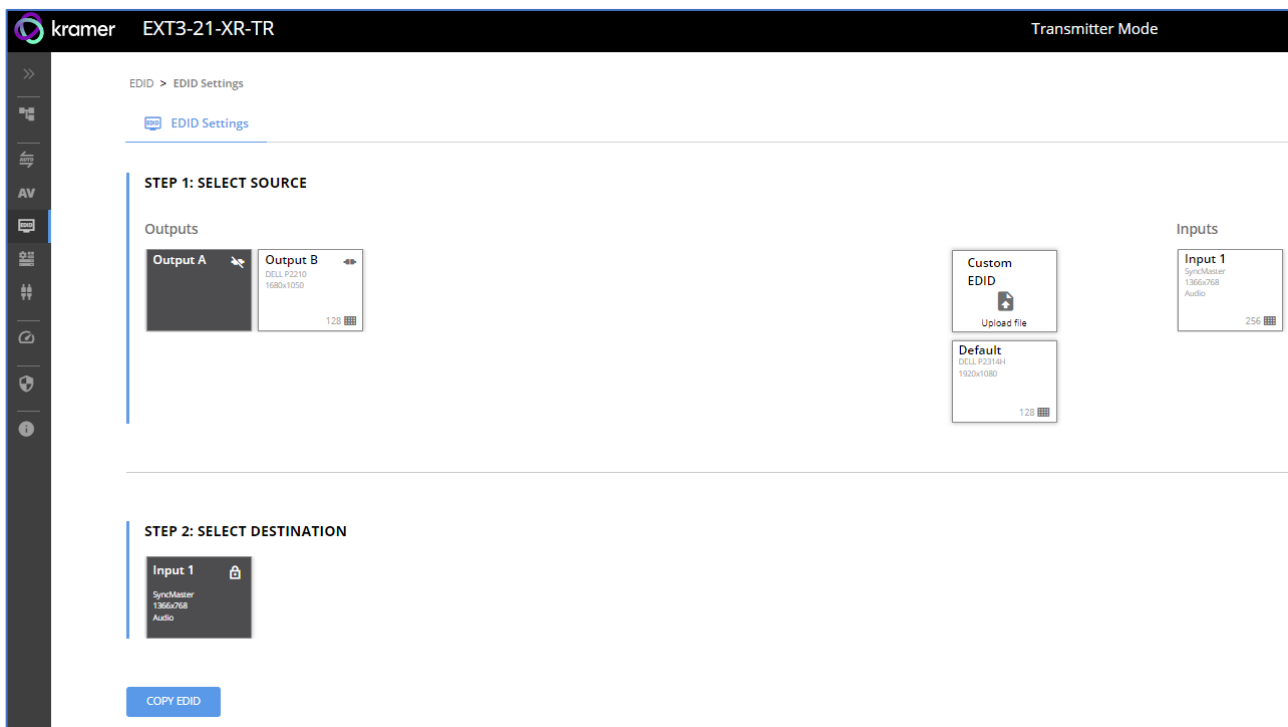 kramer EXT3-21-XR-TR Transmitter Mode
EDID > EDID Settings
EDID EDID Settings
AUTO
AV
EDID
STEP 1: SELECT SOURCE
Outputs
Inputs
Output A
Output B
DELL P2210
1680x1050
128
Custom
EDID
Upload file
Default
DELL P2314H
1920x1080
128
Input 1
SyncMaster
1366x768
Audio
256
STEP 2: SELECT DESTINATION
Input 1
SyncMaster
1366x768
Audio
COPY EDID